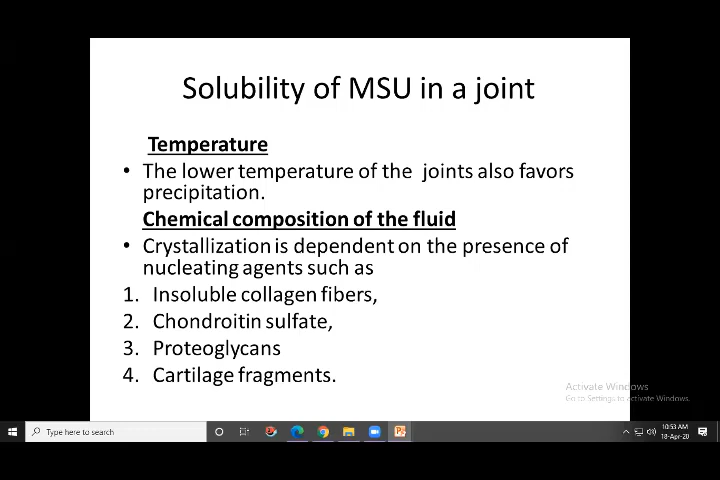 Solubility of MSU in a joint
Temperature
• The lower temperature of the joints also favors
precipitation.
Chemical composition of the fluid
• Crystallization is dependent on the presence of
nucleating agents such as
1. Insoluble collagen fibers,
2. Chondroitin sulfate,
3. Proteoglycans
4. Cartilage fragments.
Activate Windows
Go to Settings to activate Windows.
Type here to search
10:53 AM
18-Apr-20